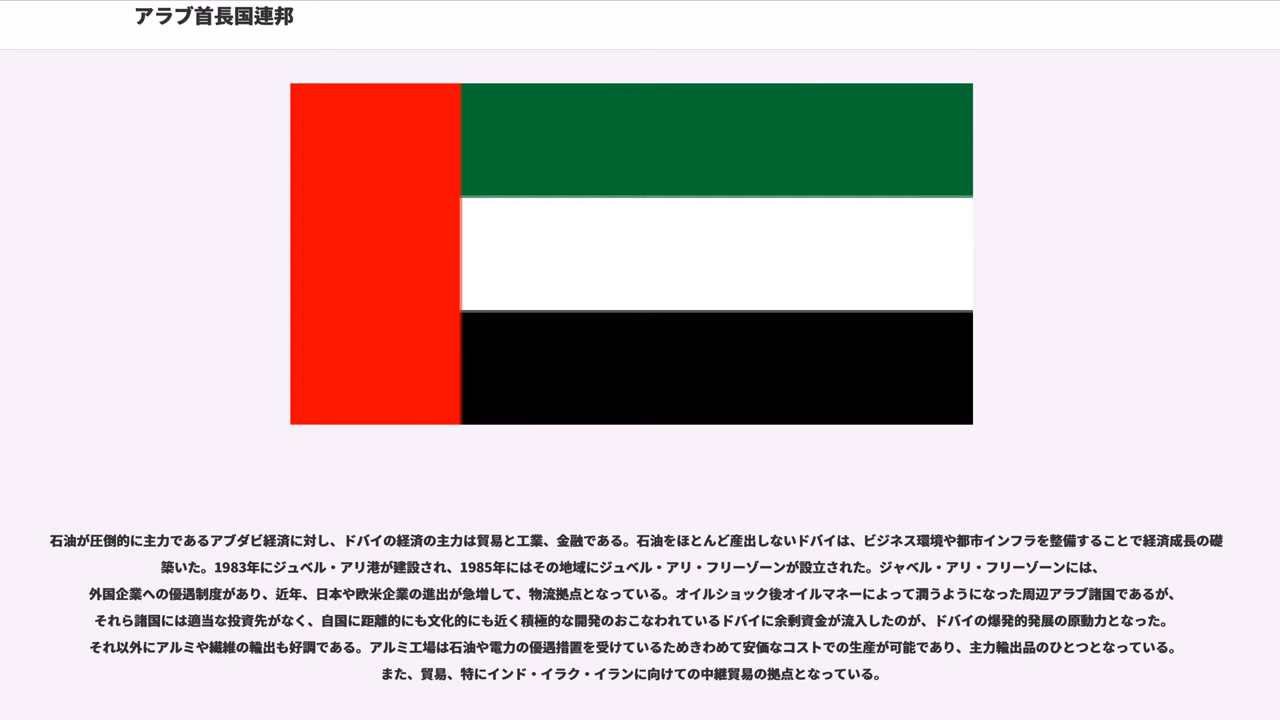 アラブ首長国連邦
石油が圧倒的に主力であるアブダビ経済に対し、ドバイの経済の主力は貿易と工業、金融である。石油をほとんど産出しないドバイは、ビジネス環境や都市インフラを整備することで経済成長の礎
築いた。1983年にジュベル・アリ港が建設され、1985年にはその地域にジュベル・アリ・フリーゾーンが設立された。ジャベル・アリ・フリーゾーンには、
外国企業への優遇制度があり、近年、日本や欧米企業の進出が急増して、物流拠点となっている。オイルショック後オイルマネーによって潤うようになった周辺アラブ諸国であるが、
それら諸国には適当な投資先がなく、自国に距離的にも文化的にも近く積極的な開発のおこなわれているドバイに余剰資金が流入したのが、ドバイの爆発的発展の原動力となった。
それ以外にアルミや繊維の輸出も好調である。アルミ工場は石油や電力の優遇措置を受けているためきわめて安価なコストでの生産が可能であり、主力輸出品のひとつとなっている。
また、貿易、特にインド・イラク・イランに向けての中継貿易の拠点となっている。